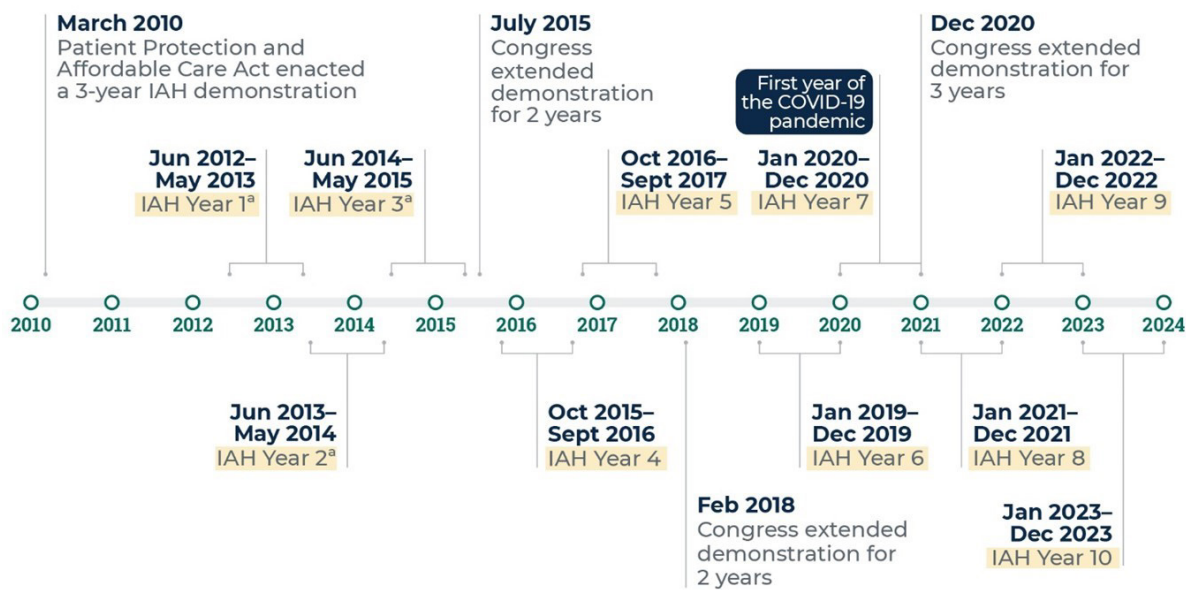 March 2010
Patient Protection and
Affordable Care Act enacted
a 3-year IAH demonstration
July 2015
Congress
extended
demonstration
for 2 years
Dec 2020
Congress extended
demonstration for
3 years
First year of
the COVID-19
pandemic
Jun 2012–
May 2013
IAH Year 1ª
Jun 2014–
May 2015
IAH Year 3ª
Oct 2016–
Sept 2017
IAH Year 5
Jan 2020–
Dec 2020
IAH Year 7
Jan 2022–
Dec 2022
IAH Year 9
2010 2011 2012 2013 2014 2015 2016 2017 2018 2019 2020 2021 2022 2023 2024
Jun 2013–
May 2014
IAH Year 2ª
Oct 2015–
Sept 2016
IAH Year 4
Jan 2019–
Dec 2019
IAH Year 6
Jan 2021–
Dec 2021
IAH Year 8
Feb 2018
Congress extended
demonstration for
2 years
Jan 2023–
Dec 2023
IAH Year 10